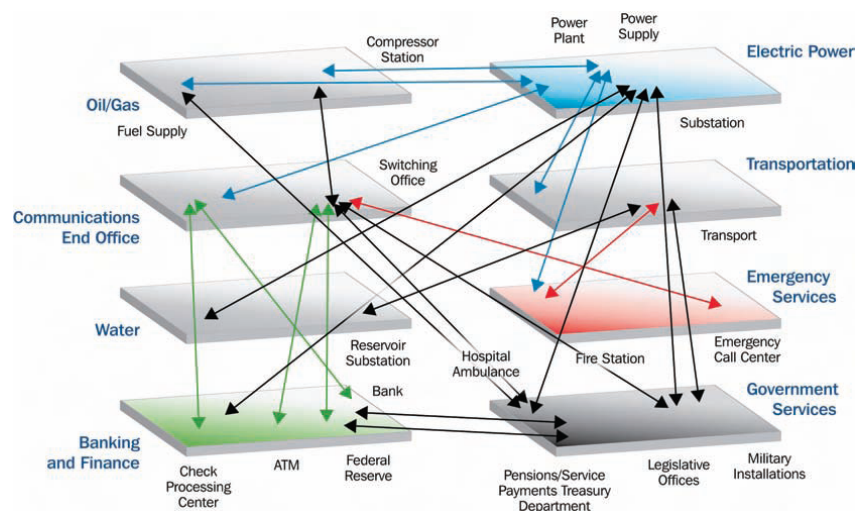 Power
Plant
Power
Supply
Compressor
Station
Electric Power
Oil/Gas
Fuel Supply
Substation
Switching
Office
Transportation
Communications
End Office
Transport
Emergency
Services
Water
Reservoir
Substation
Hospital
Ambulance
Fire Station
Emergency
Call Center
Bank
Government
Services
Banking
and Finance
Check
Processing
Center
ATM
Federal
Reserve
Pensions/Service
Payments Treasury
Department
Legislative
Offices
Military
Installations